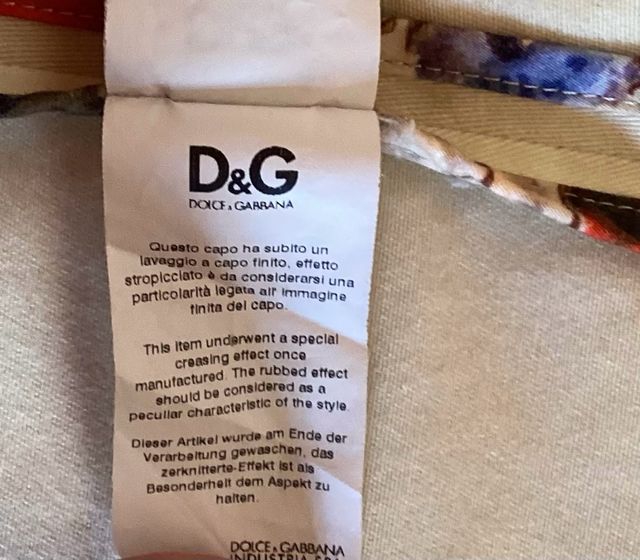 D&G
DOLCE & GABBANA
Questo capo ha subito un
lavaggio a capo finito, effetto
stropicciato è da considerarsi una
particolarità legata all' immagine
finita del capo.
This item underwent a special
creasing effect once
manufactured. The rubbed effect
should be considered as a
peculiar characteristic of the style.
Dieser Artikel wurde am Ende der
Verarbeitung gewaschen, das
zerknitterte-Effekt ist als
Besonderheit dem Aspekt zu
halten.
DOLCE & GABBANA
INDUSTRIA S.P.A.